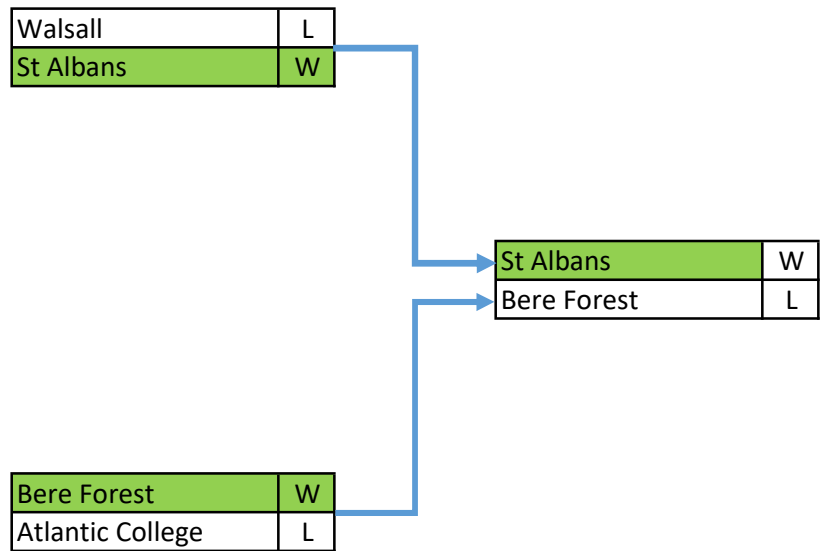 Walsall L
St Albans W
St Albans W
Bere Forest L
Bere Forest W
Atlantic College L